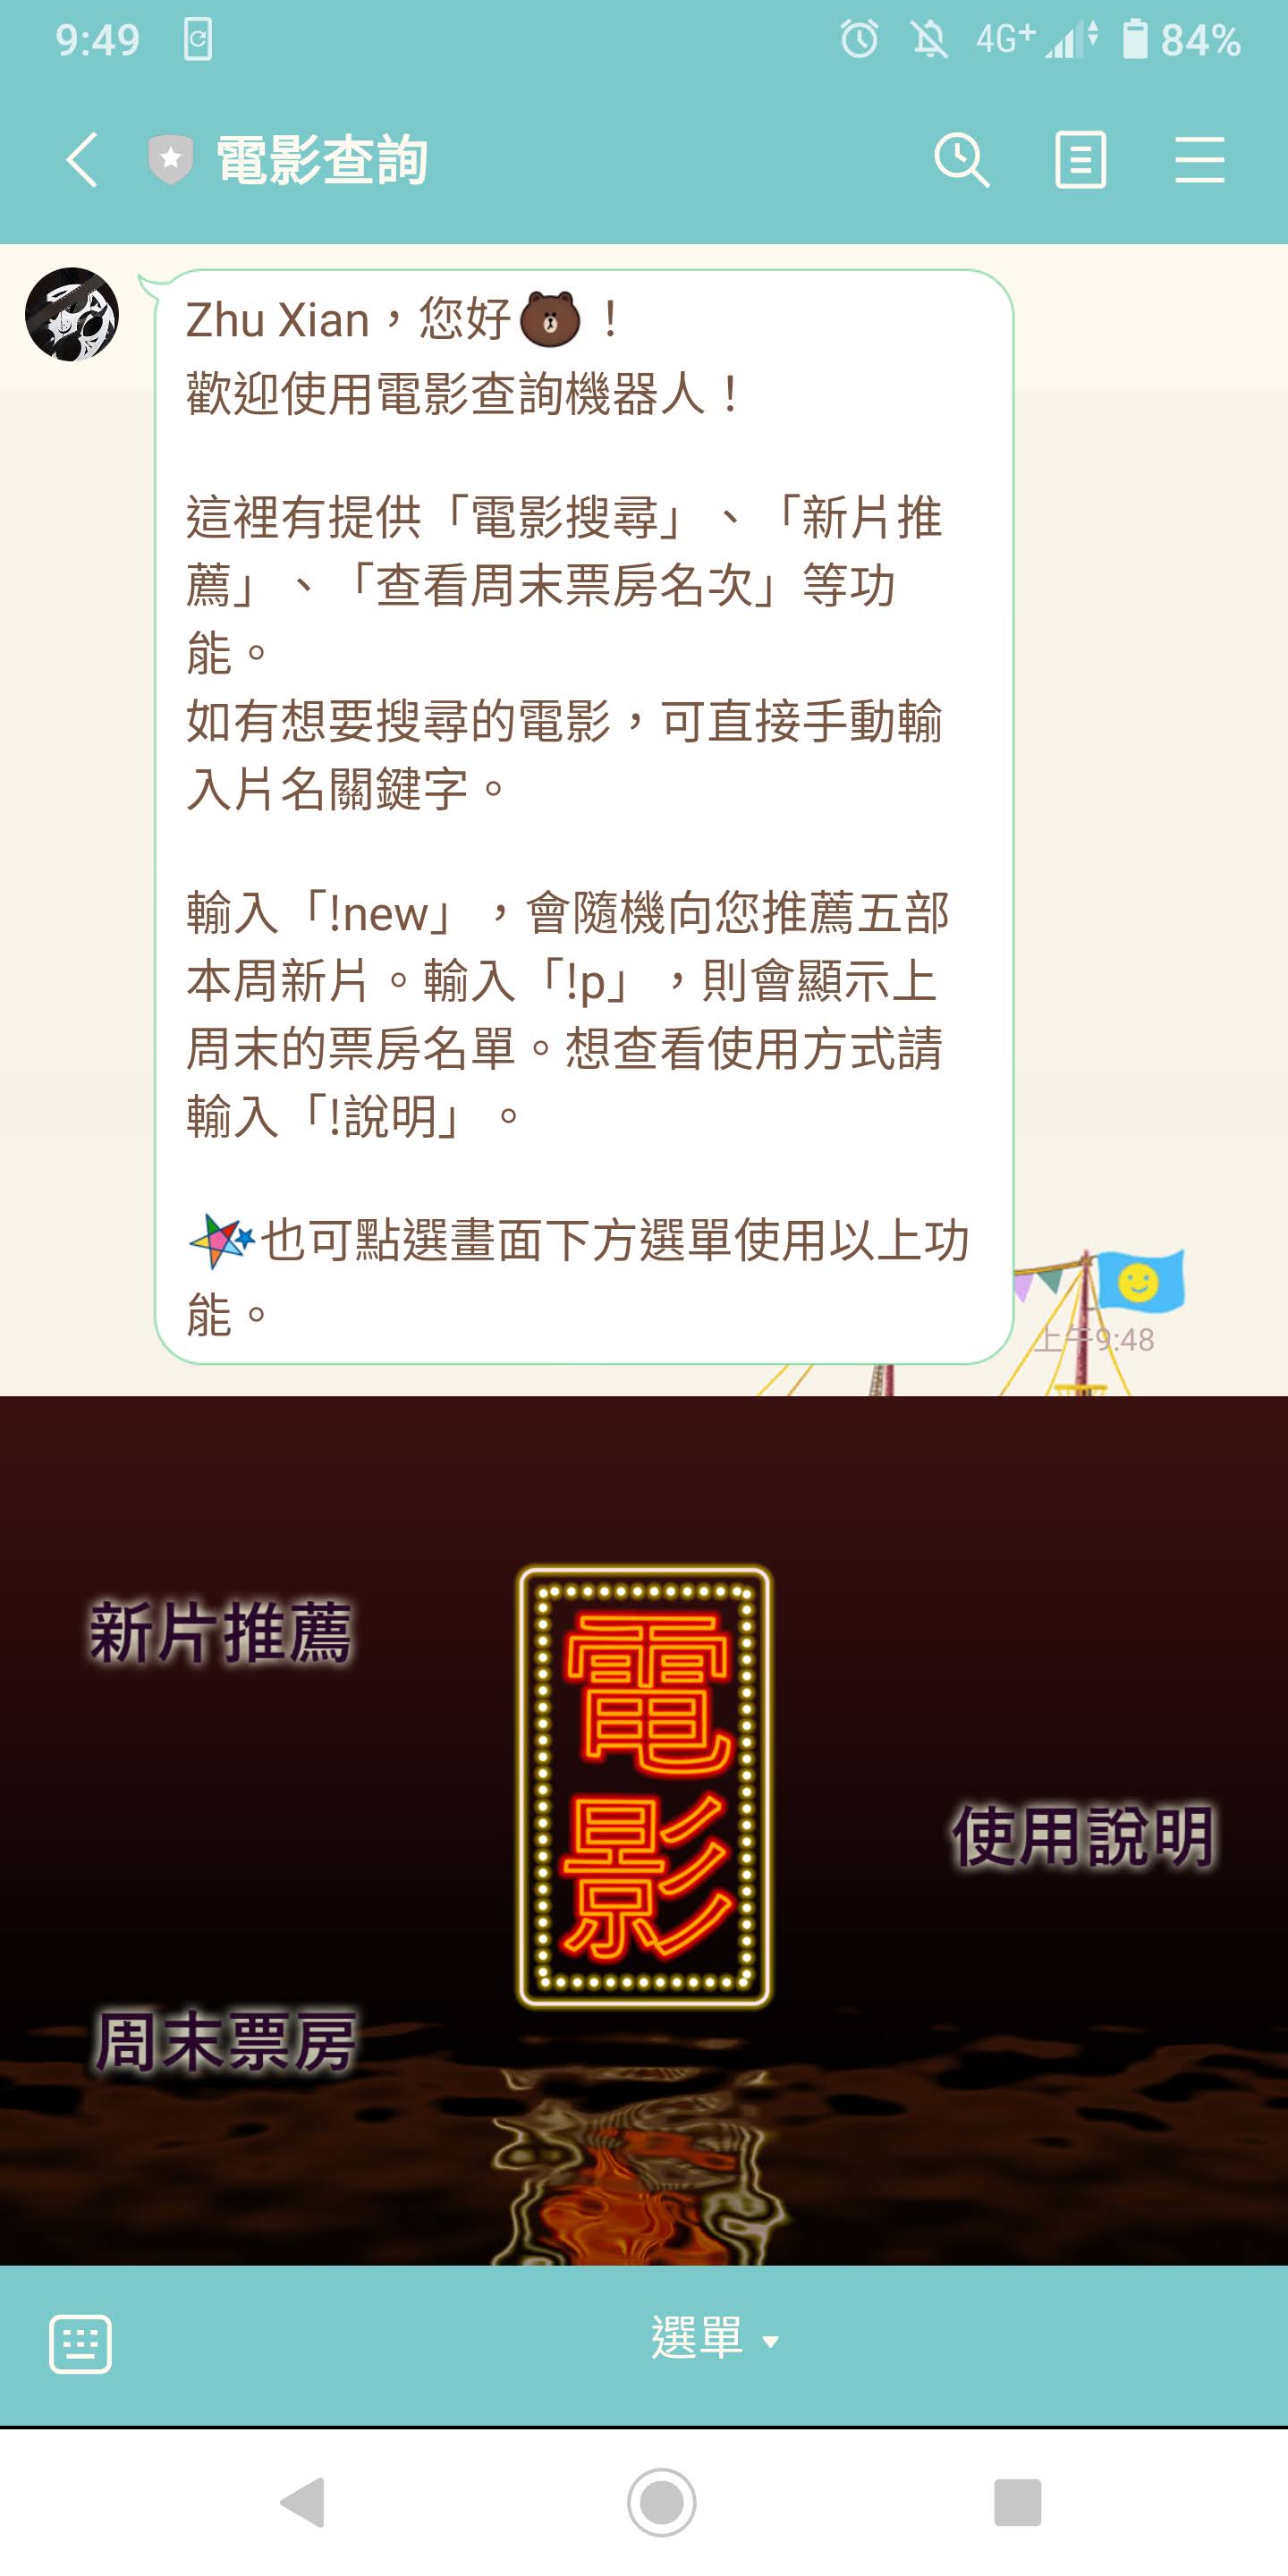 9:49
4G+
84%
電影查詢
Zhu Xian，您好！
歡迎使用電影查詢機器人！
這裡有提供「電影搜尋」、「新片推
薦」、「查看周末票房名次」等功
能。
如有想要搜尋的電影，可直接手動輸
入片名關鍵字。
輸入「!new」，會隨機向您推薦五部
本周新片。輸入「!p」，則會顯示上
周末的票房名單。想查看使用方式請
輸入「!說明」。
也可點選畫面下方選單使用以上功
能。
上午9:48
新片推薦
電影
使用說明
周末票房
選單